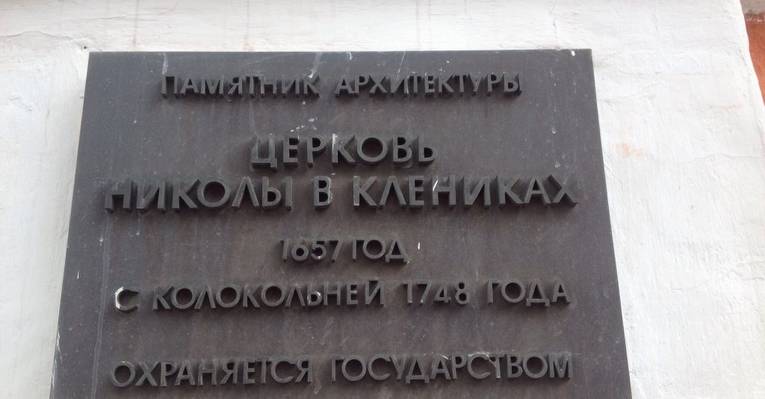 ПАМЯТНИК АРХИТЕКТУРЫ
ЦЕРКОВЬ
НИКОЛЫ В КЛЕНИКАХ
1657 ГОД
С КОЛОКОЛЬНЕЙ 1748 ГОДА
ОХРАНЯЕТСЯ ГОСУДАРСТВОМ